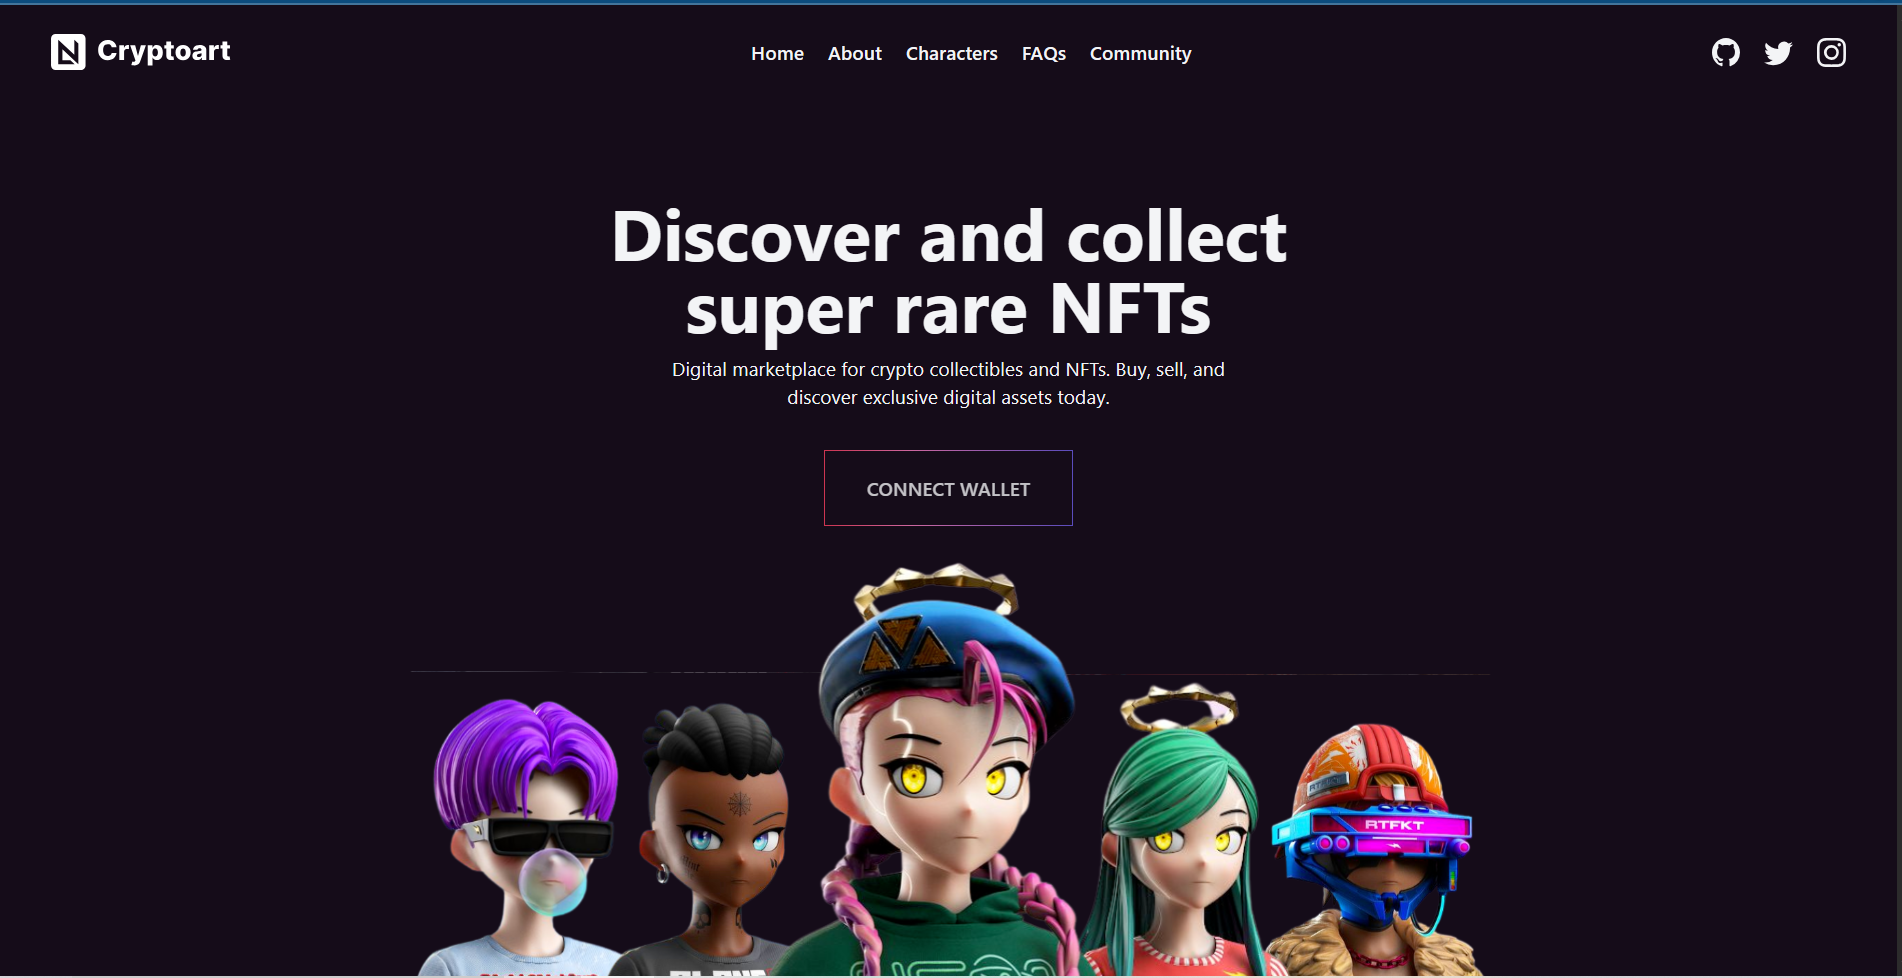 Cryptoart
Home About Characters FAQs Community
Discover and collect
super rare NFTs
Digital marketplace for crypto collectibles and NFTs. Buy, sell, and
discover exclusive digital assets today.
CONNECT WALLET
RTFKT